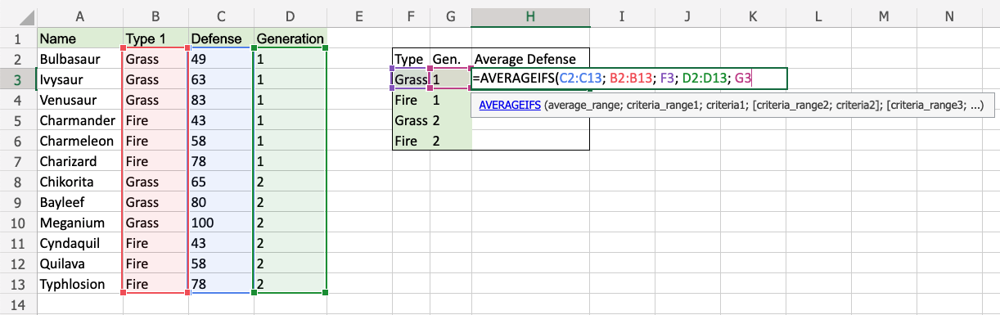 A B C D E F G H I J K L M N
1 Name Type 1 Defense Generation
2 Bulbasaur Grass 49 1 Type Gen. Average Defense
3 Ivysaur Grass 63 1 Grass 1 =AVERAGEIFS(C2:C13; B2:B13; F3; D2:D13; G3
4 Venusaur Grass 83 1 Fire 1
AVERAGEIFS (average_range; criteria_range1; criteria1; [criteria_range2; criteria2]; [criteria_range3; ...)
5 Charmander Fire 43 1 Grass 2
6 Charmeleon Fire 58 1 Fire 2
7 Charizard Fire 78 1
8 Chikorita Grass 65 2
9 Bayleef Grass 80 2
10 Meganium Grass 100 2
11 Cyndaquil Fire 43 2
12 Quilava Fire 58 2
13 Typhlosion Fire 78 2
14